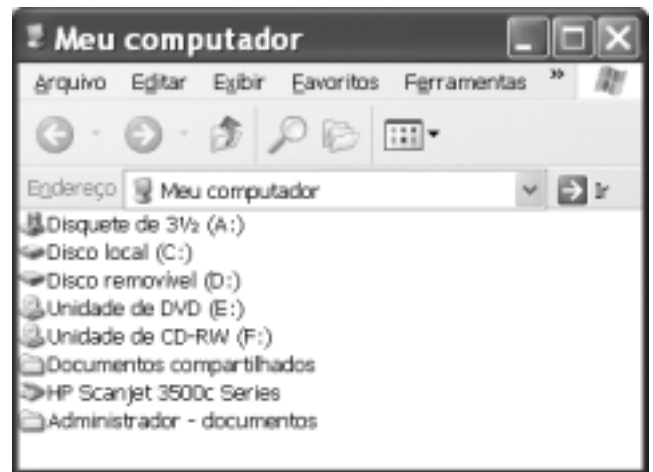 Meu computador
Arquivo Editar Exibir Favoritos Ferramentas »
Endereço Meu computador Ir
Disquete de 3½ (A:)
Disco local (C:)
Disco removível (D:)
Unidade de DVD (E:)
Unidade de CD-RW (F:)
Documentos compartilhados
HP Scanjet 3500c Series
Administrador - documentos